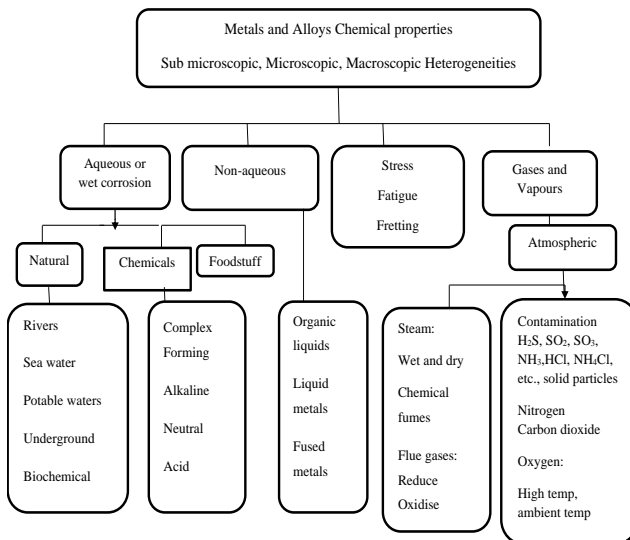 Metals and Alloys Chemical properties
Sub microscopic, Microscopic, Macroscopic Heterogeneities
Aqueous or
wet corrosion
Non-aqueous
Stress
Fatigue
Fretting
Gases and
Vapours
Atmospheric
Natural
Chemicals
Foodstuff
Rivers
Sea water
Potable waters
Underground
Biochemical
Complex
Forming
Alkaline
Neutral
Acid
Organic
liquids
Liquid
metals
Fused
metals
Steam:
Wet and dry
Chemical
fumes
Flue gases:
Reduce
Oxidise
Contamination
H₂S, SO₂, SO₃,
NH₃,HCl, NH₄Cl,
etc., solid particles
Nitrogen
Carbon dioxide
Oxygen:
High temp,
ambient temp